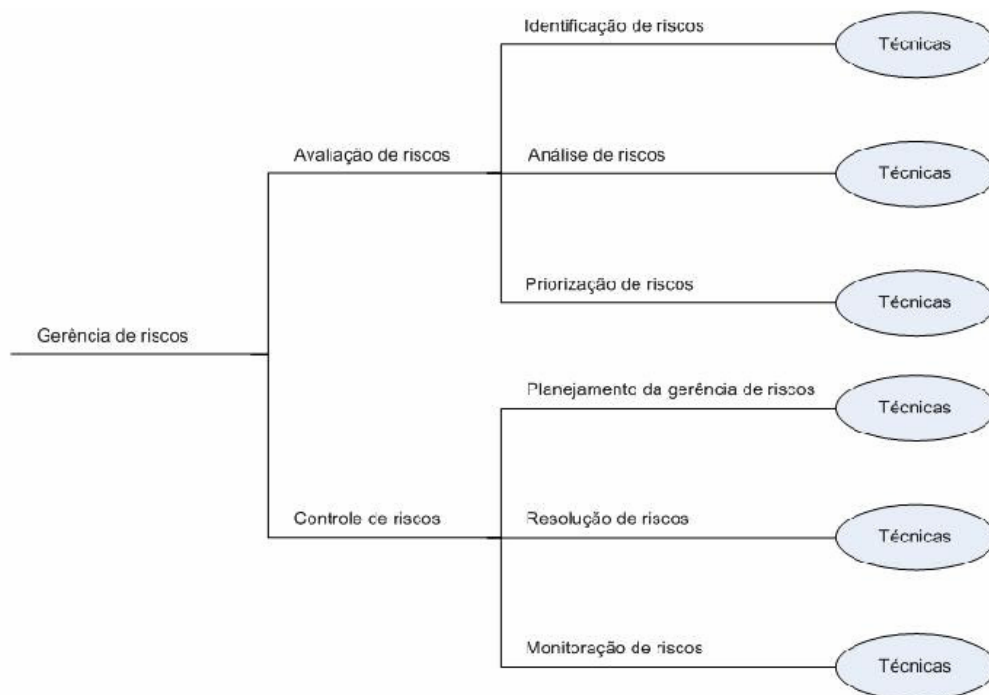 Identificação de riscos
Técnicas
Avaliação de riscos
Análise de riscos
Técnicas
Priorização de riscos
Técnicas
Gerência de riscos
Planejamento da gerência de riscos
Técnicas
Controle de riscos
Resolução de riscos
Técnicas
Monitoração de riscos
Técnicas